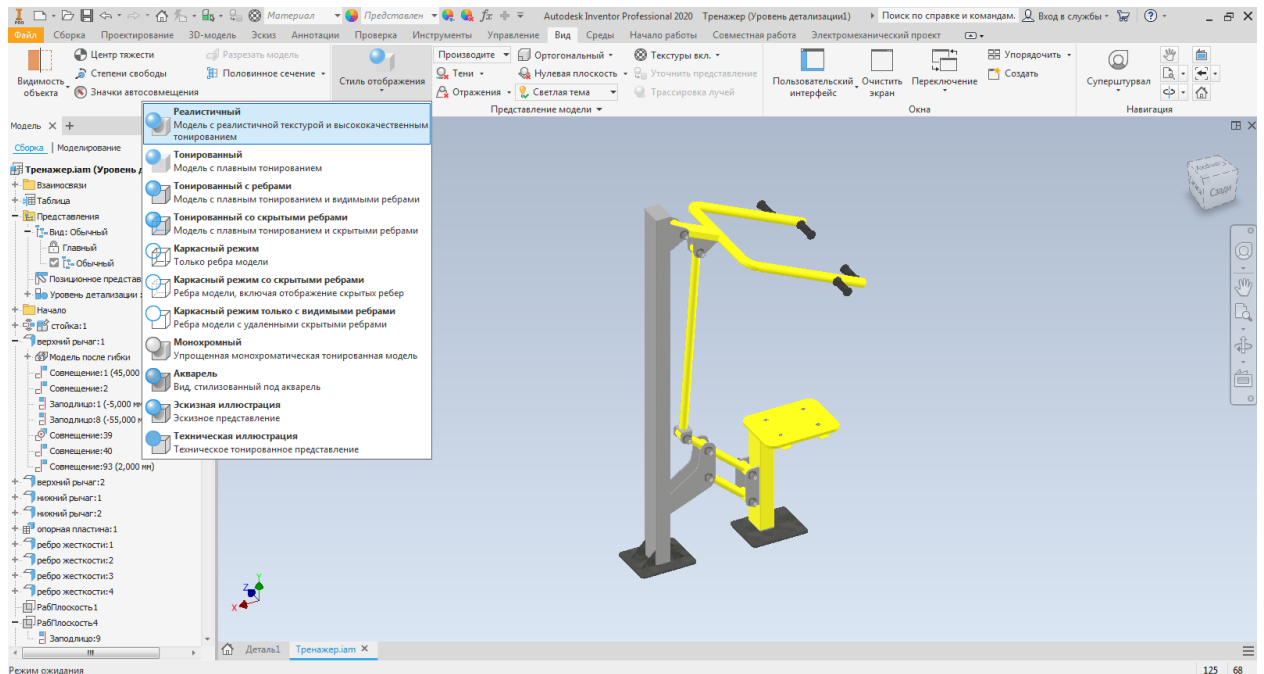 PRO
Материал
Представлен
fx
Autodesk Inventor Professional 2020 Тренажер (Уровень детализации1)
Поиск по справке и командам.
Вход в службы
Файл Сборка Проектирование 3D-модель Эскиз Аннотации Проверка Инструменты Управление Вид Среды Начало работы Совместная работа Электромеханический проект
Видимость объекта
Центр тяжести
Степени свободы
Значки автосовмещения
Разрезать модель
Половинное сечение
Стиль отображения
Производите
Тени
Отражения
Ортогональный
Нулевая плоскость
Светлая тема
Текстуры вкл.
Уточнить представление
Трассировка лучей
Представление модели
Пользовательский интерфейс
Очистить экран
Переключение
Упорядочить
Создать
Окна
Суперштурвал
Навигация
Реалистичный
Модель с реалистичной текстурой и высококачественным
тонированием
Тонированный
Модель с плавным тонированием
Тонированный с ребрами
Модель с плавным тонированием и видимыми ребрами
Тонированный со скрытыми ребрами
Модель с плавным тонированием и скрытыми ребрами
Каркасный режим
Только ребра модели
Каркасный режим со скрытыми ребрами
Ребра модели, включая отображение скрытых ребер
Каркасный режим только с видимыми ребрами
Ребра модели с удаленными скрытыми ребрами
Монохромный
Упрощенная монохроматическая тонированная модель
Акварель
Вид, стилизованный под акварель
Эскизная иллюстрация
Эскизное представление
Техническая иллюстрация
Техническое тонированное представление
Модель
Сборка Моделирование
Тренажер.iam (Уровень д
Взаимосвязи
Таблица
Представления
Вид: Обычный
Главный
Обычный
Позиционное представ
Уровень детализации :
Начало
стойка:1
верхний рычаг:1
Модель после гибки
Совмещение:1 (45,000
Совмещение:2
Заподлицо:1 (-5,000 мм
Заподлицо:8 (-55,000 м
Совмещение:39
Совмещение:40
Совмещение:93 (2,000 мм)
верхний рычаг:2
нижний рычаг:1
нижний рычаг:2
опорная пластина:1
ребро жесткости:1
ребро жесткости:2
ребро жесткости:3
ребро жесткости:4
РабПлоскость1
РабПлоскость4
Заподлицо:9
Сзади
Z
Y
X
Деталь1 Тренажер.iam
Режим ожидания
125 68